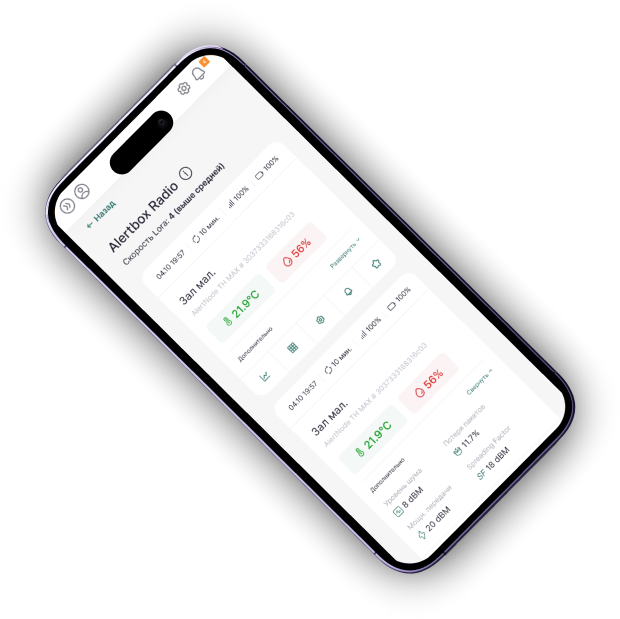 ← Назад
Alertbox Radio
Скорость Lora: 4 (выше средней)
04.10 19:57 10 мин. 100% 100%
Зал мал.
AlertNode TH MAX # 3037333168316c03
21.9°C 56%
Дополнительно Развернуть
04.10 19:57 10 мин. 100% 100%
Зал мал.
AlertNode TH MAX # 3037333168316c03
21.9°C 56%
Дополнительно Свернуть
Уровень шума Потеря пакетов
8 dBM 11.7%
Мощн. передачи Spreading Factor
20 dBM SF 18 dBM